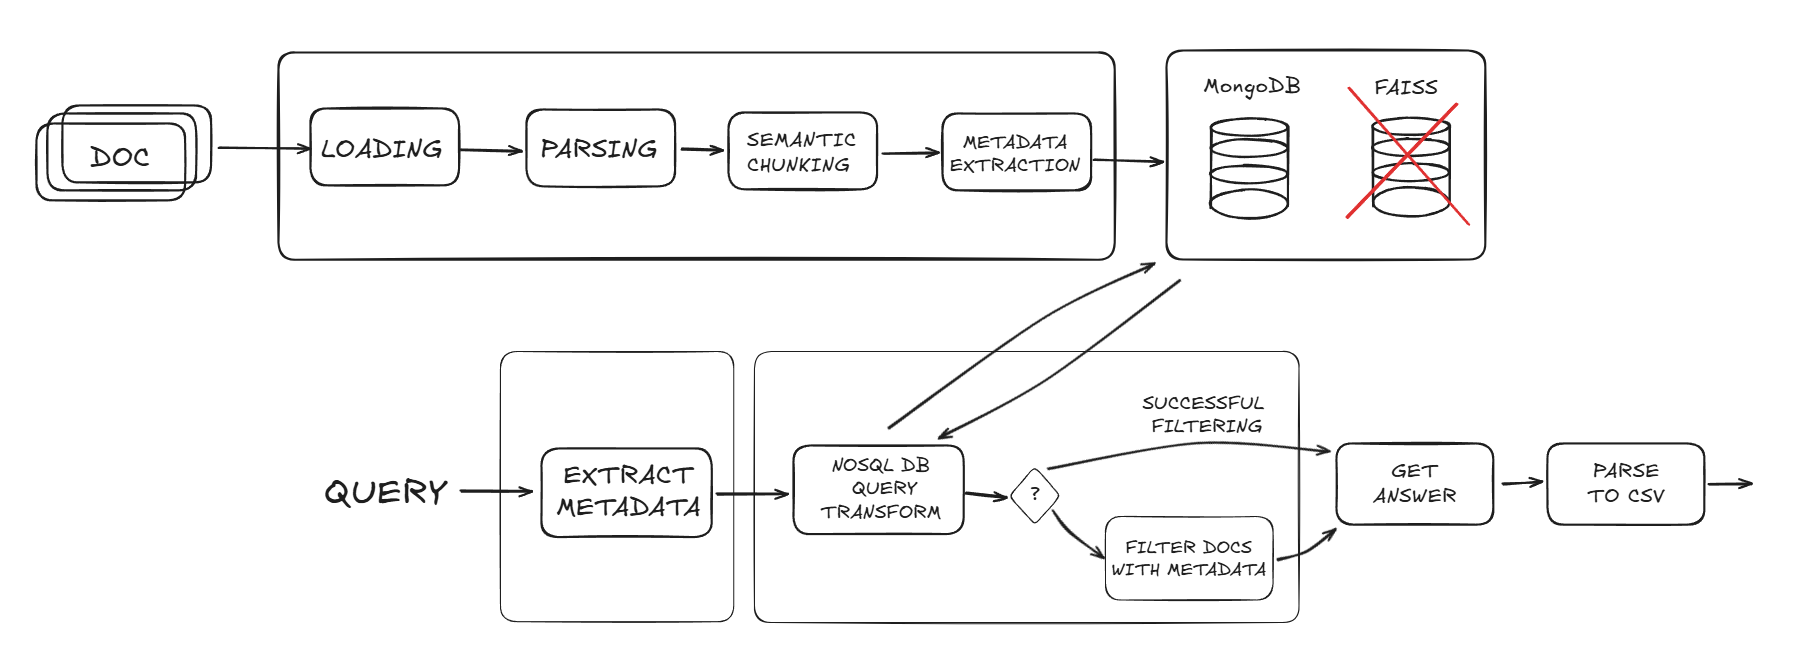 MongoDB
FAISS
DOC
LOADING
PARSING
SEMANTIC
CHUNKING
METADATA
EXTRACTION
SUCCESSFUL
FILTERING
QUERY
EXTRACT
METADATA
NOSQL DB
QUERY
TRANSFORM
?
FILTER DOCS
WITH METADATA
GET
ANSWER
PARSE
TO CSV